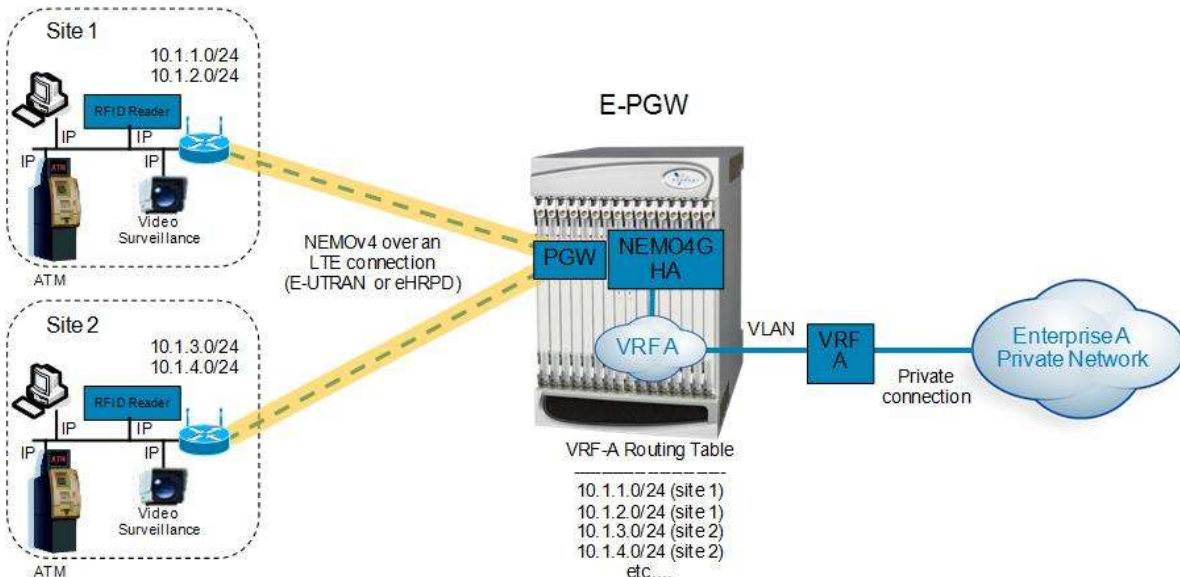 Site 1
10.1.1.0/24
10.1.2.0/24
RFID Reader
IP
IP
IP
IP
ATM
Video
Surveillance
ATM
NEMOv4 over an
LTE connection
(E-UTRAN or eHRPD)
Site 2
10.1.3.0/24
10.1.4.0/24
RFID Reader
IP
IP
IP
IP
ATM
Video
Surveillance
ATM
E-PGW
PGW
NEMO4G
HA
VRF A
VLAN
VRF
A
Private
connection
Enterprise A
Private Network
VRF-A Routing Table
--------------------------
10.1.1.0/24 (site 1)
10.1.2.0/24 (site 1)
10.1.3.0/24 (site 2)
10.1.4.0/24 (site 2)
etc....